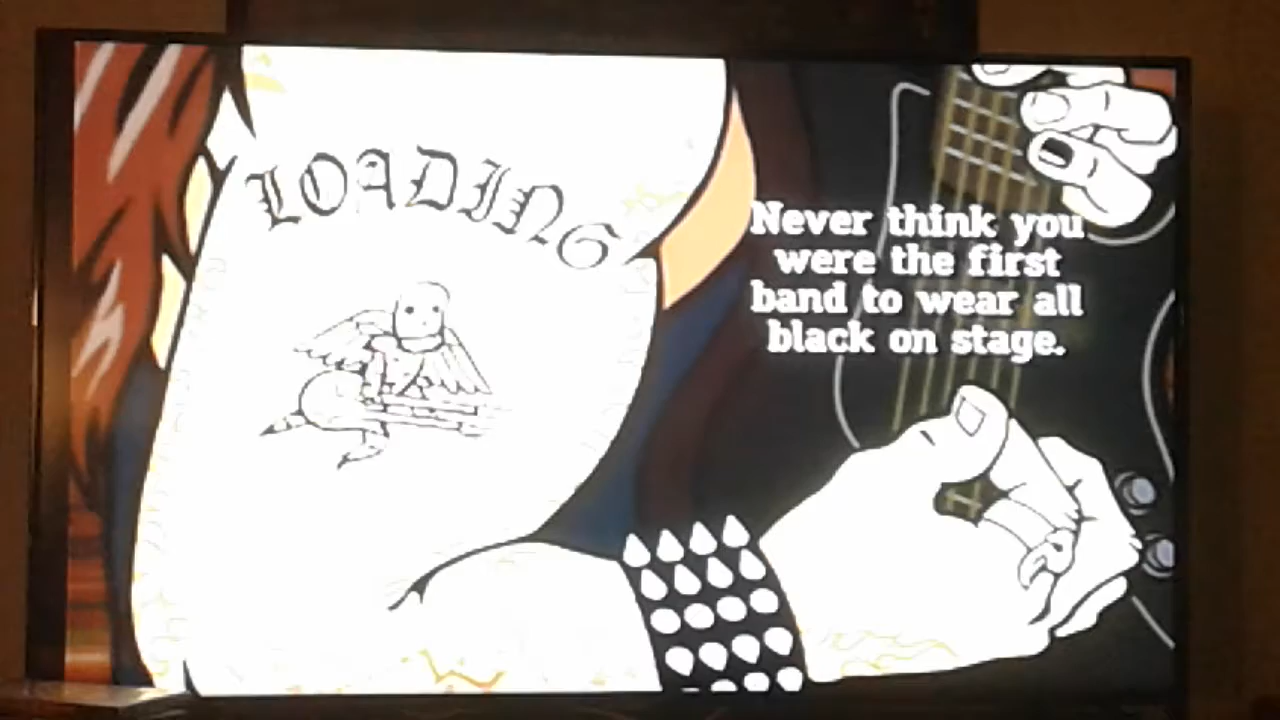 LOADING
Never think you
were the first
band to wear all
black on stage.